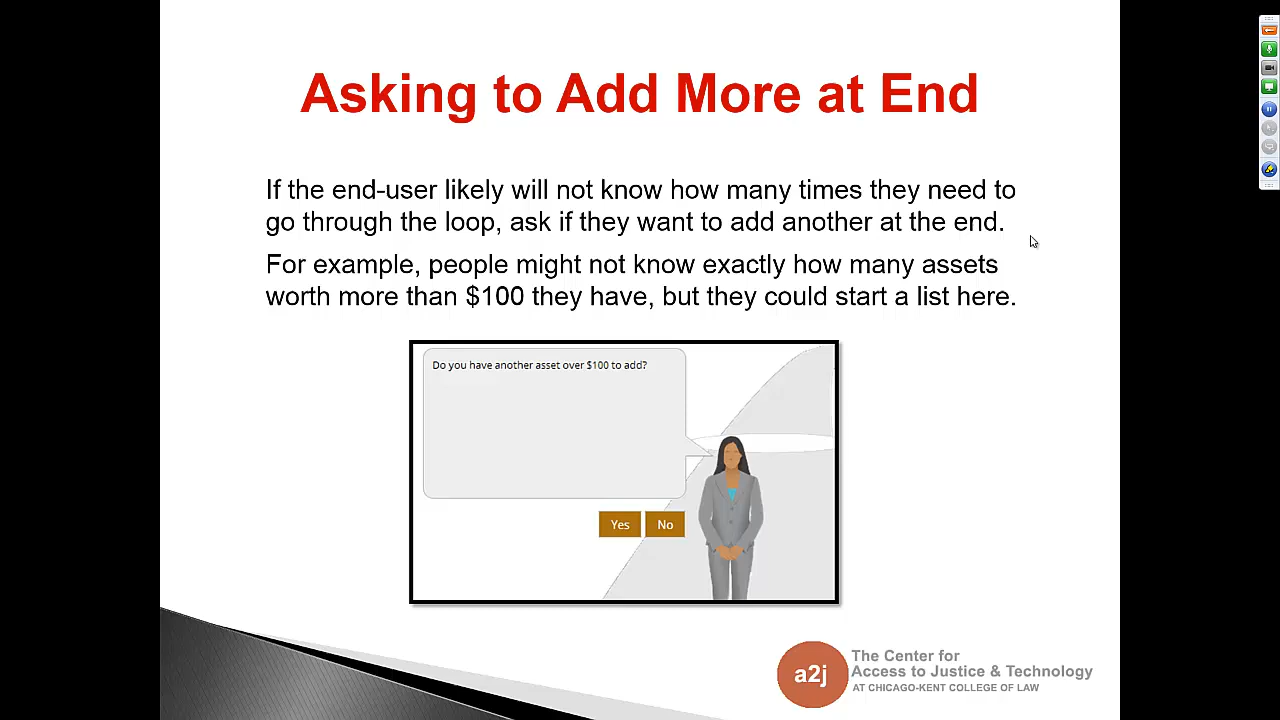 Asking to Add More at End
If the end-user likely will not know how many times they need to
go through the loop, ask if they want to add another at the end.
For example, people might not know exactly how many assets
worth more than $100 they have, but they could start a list here.
Do you have another asset over $100 to add?
Yes No
a2j
The Center for
Access to Justice & Technology
AT CHICAGO-KENT COLLEGE OF LAW